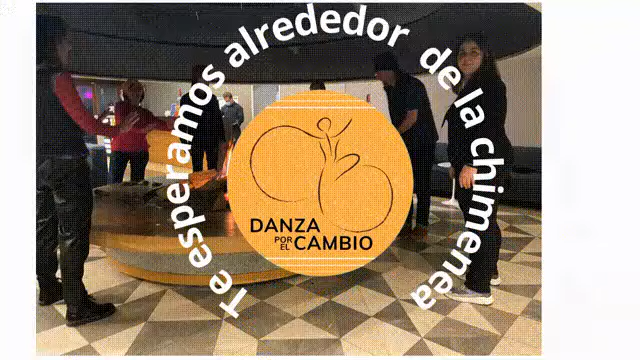 Te esperamos alrededor de la chimenea
DANZA
POR
EL
CAMBIO